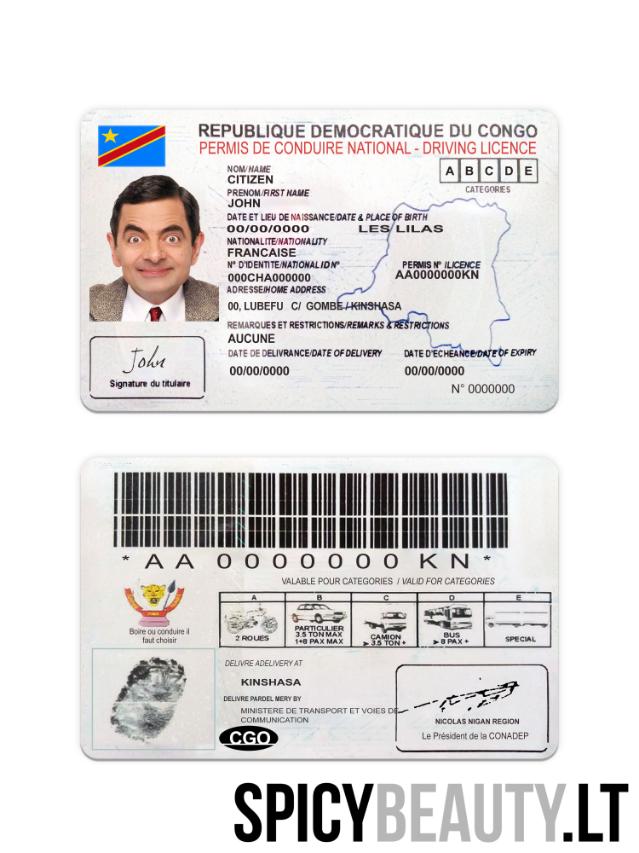 REPUBLIQUE DEMOCRATIQUE DU CONGO
PERMIS DE CONDUIRE NATIONAL - DRIVING LICENCE
NOM/NAME
CITIZEN
A B C D E
CATEGORIES
PRENOM/FIRST NAME
JOHN
DATE ET LIEU DE NAISSANCE/DATE & PLACE OF BIRTH
00/00/0000 LES LILAS
NATIONALITE/NATIONALITY
FRANCAISE
N° D'IDENTITE/NATIONAL ID N° PERMIS N° /LICENCE
000CHA000000 AA0000000KN
ADRESSE/HOME ADDRESS
00, LUBEFU C/ GOMBE / KINSHASA
REMARQUES ET RESTRICTIONS/REMARKS & RESTRICTIONS
AUCUNE
DATE DE DELIVRANCE/DATE OF DELIVERY DATE D'ECHEANCE/DATE OF EXPIRY
00/00/0000 00/00/0000
N° 0000000
John
Signature du titulaire
* A A 0 0 0 0 0 0 0 K N *
VALABLE POUR CATEGORIES / VALID FOR CATEGORIES
A B C D E
2 ROUES
PARTICULIER
3.5 TON MAX
1+8 PAX MAX
CAMION
> 3.5 TON +
BUS
> 8 PAX +
SPECIAL
Boire ou conduire il
faut choisir
DELIVRE A/DELIVERY AT
KINSHASA
DELIVRE PAR/DEL MERY BY
MINISTERE DE TRANSPORT ET VOIES DE
COMMUNICATION
CGO
NICOLAS NIGAN REGION
Le Président de la CONADEP
SPICYBEAUTY.LT